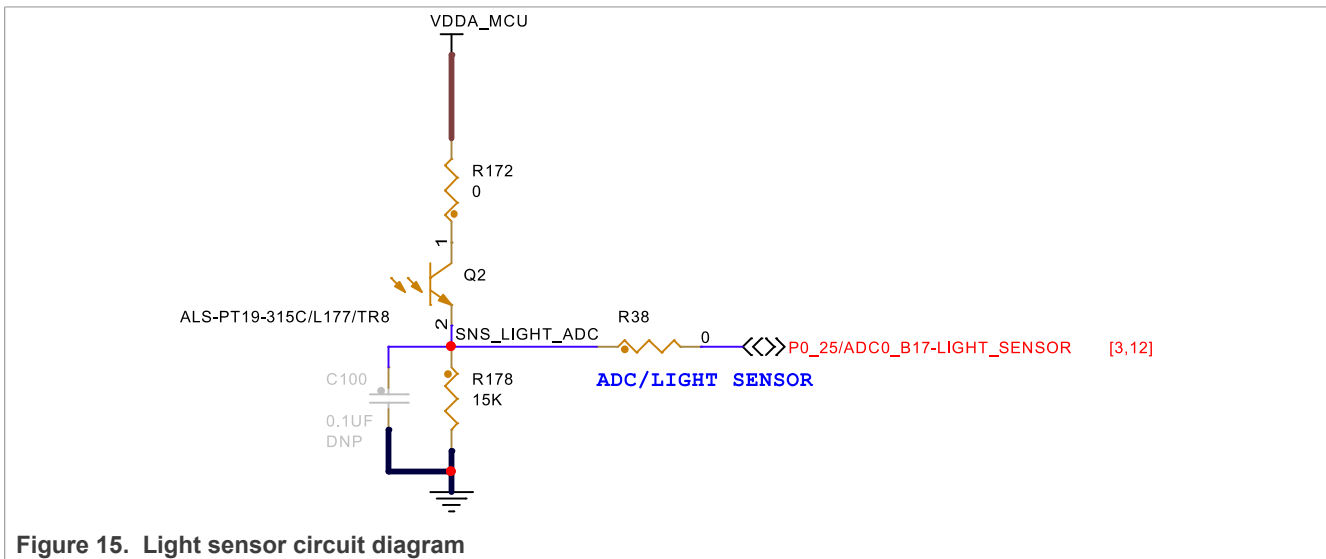 VDDA_MCU
R172
0
1
Q2
ALS-PT19-315C/L177/TR8
2
SNS_LIGHT_ADC
R38
0
P0_25/ADC0_B17-LIGHT_SENSOR [3,12]
ADC/LIGHT SENSOR
C100
0.1UF
DNP
R178
15K
Figure 15. Light sensor circuit diagram